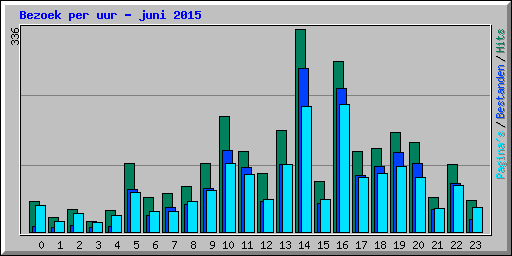 Bezoek per uur - juni 2015
336
Pagina's / Bestanden / Hits
0 1 2 3 4 5 6 7 8 9 10 11 12 13 14 15 16 17 18 19 20 21 22 23